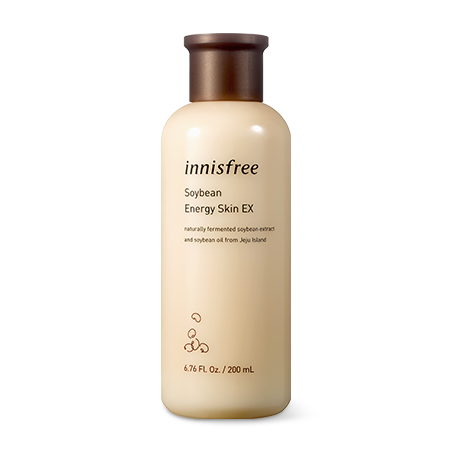 innisfree
Soybean
Energy Skin EX
naturally fermented soybean extract
and soybean oil from Jeju Island
6.76 Fl. Oz. / 200 mL